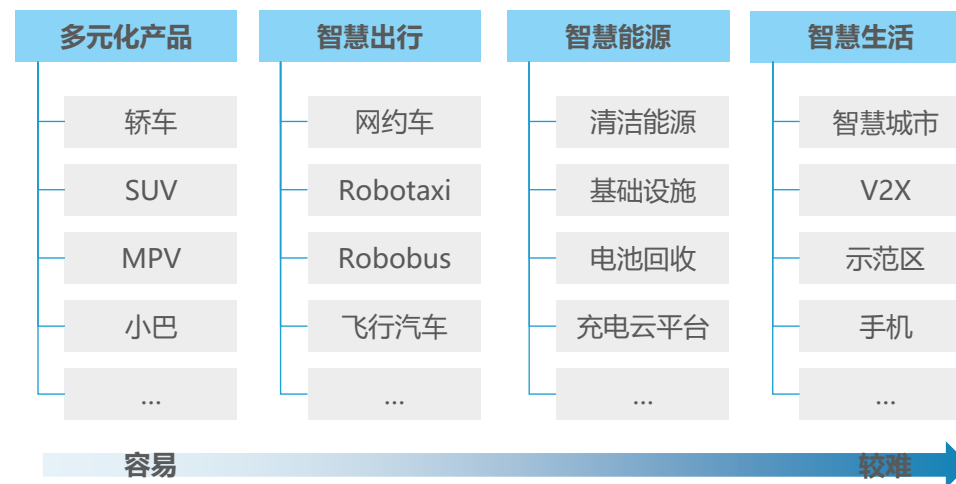 多元化产品 智慧出行 智慧能源 智慧生活
轿车 网约车 清洁能源 智慧城市
SUV Robotaxi 基础设施 V2X
MPV Robobus 电池回收 示范区
小巴 飞行汽车 充电云平台 手机
... ... ... ...
容易 较难